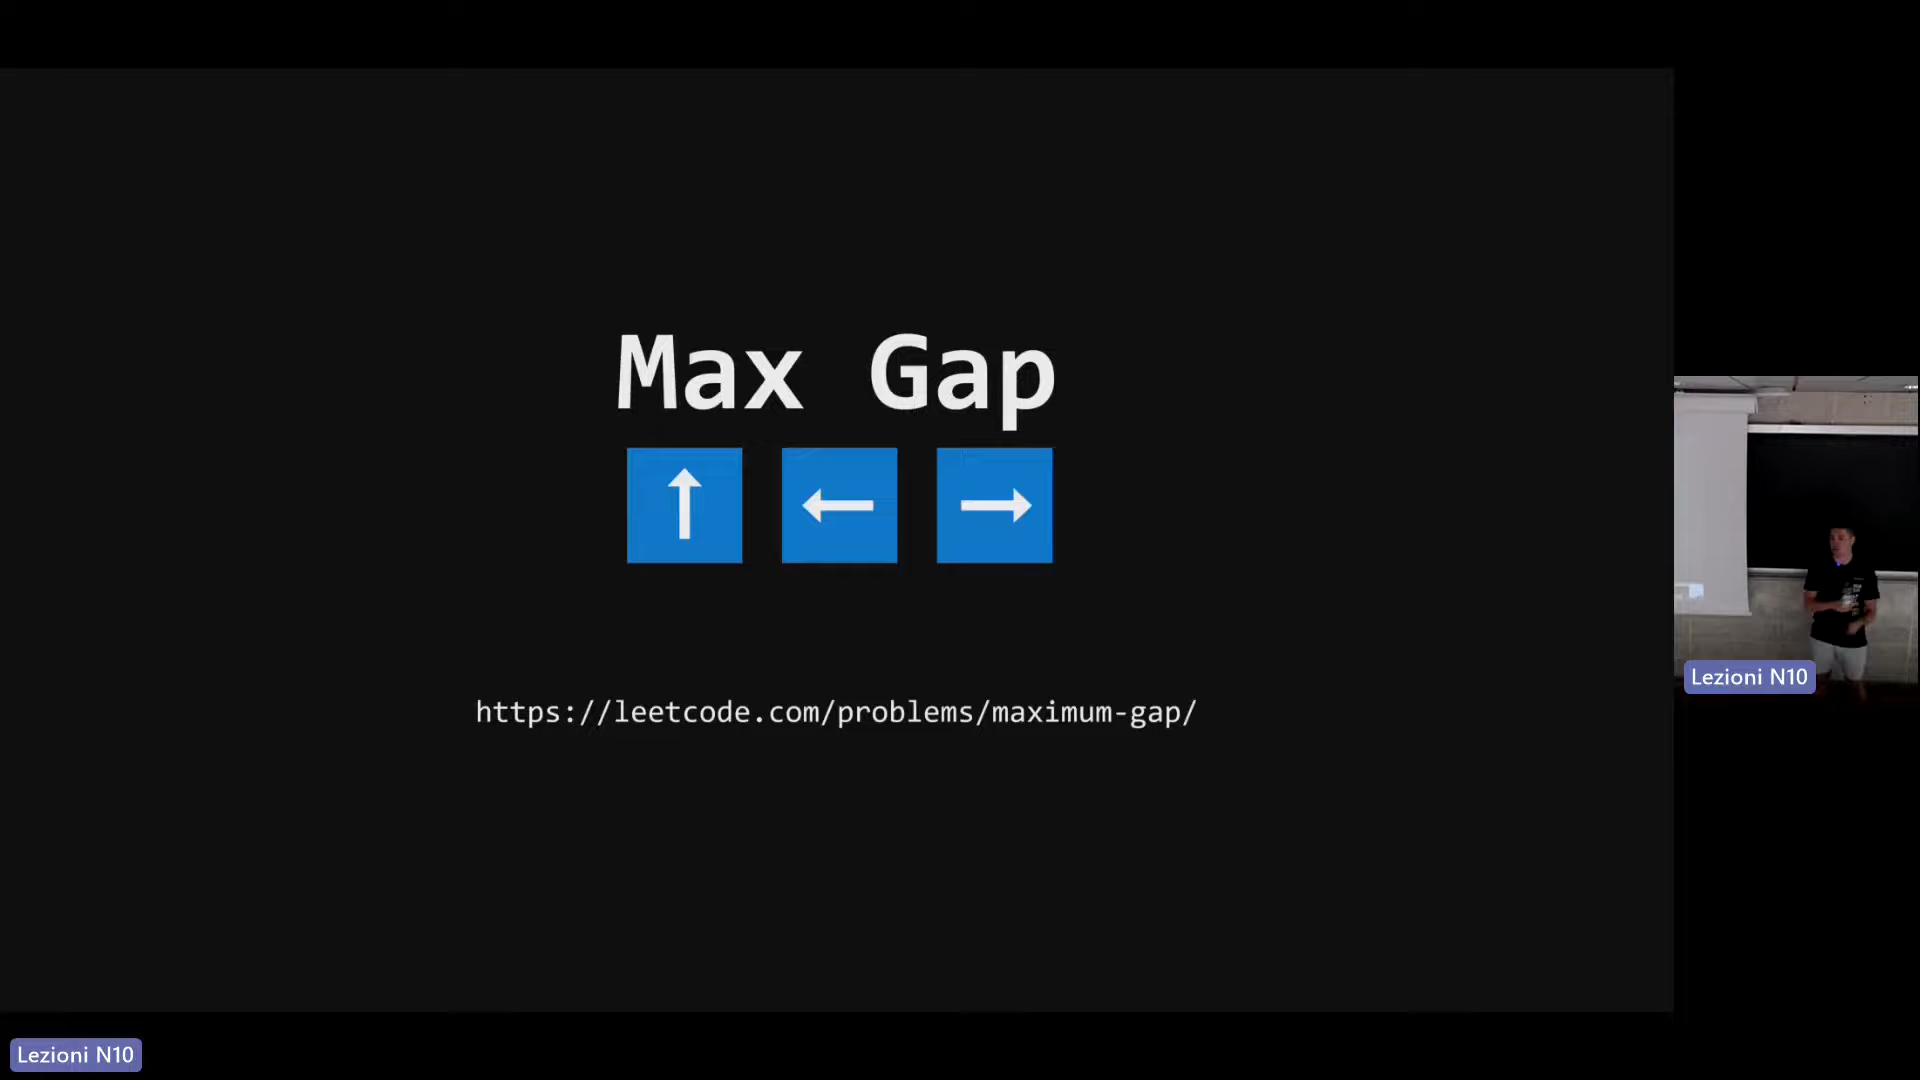 Max Gap
↑ ← →
https://leetcode.com/problems/maximum-gap/
Lezioni N10
Lezioni N10